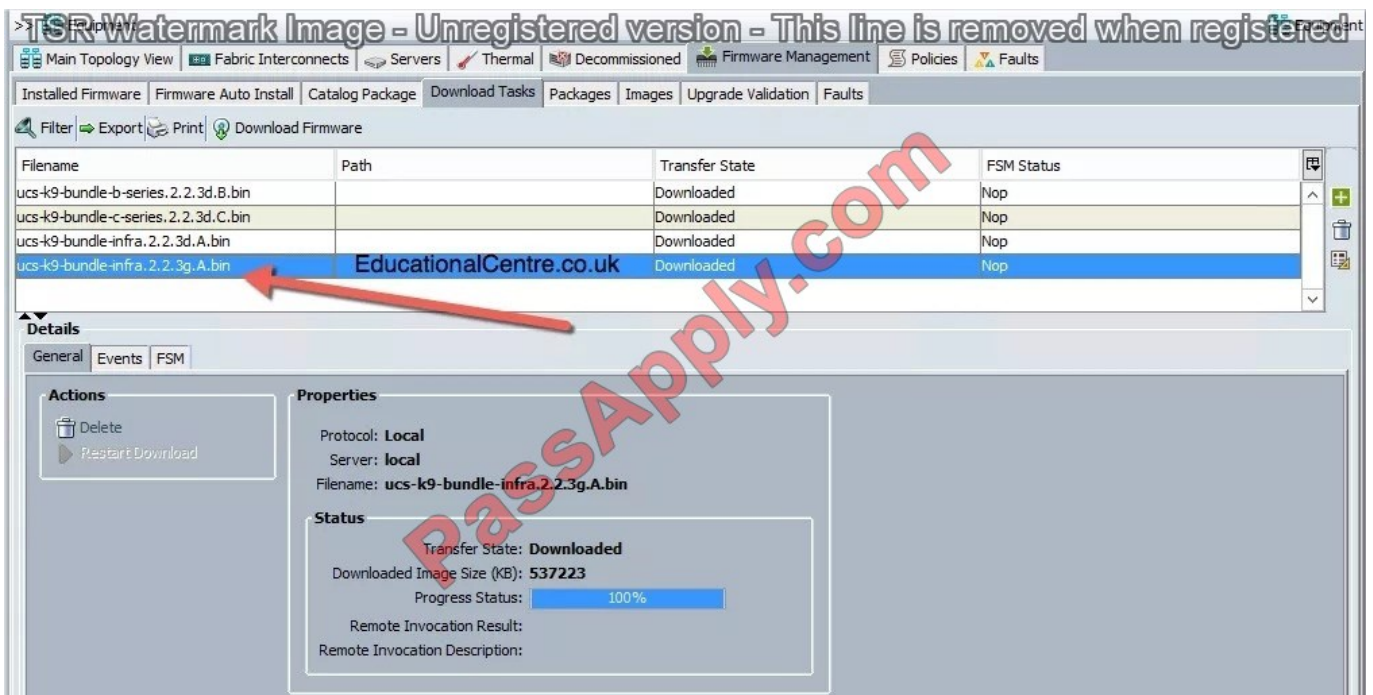 >> Equipment Equipment
TSR Watermark Image - Unregistered version - This line is removed when registered
Main Topology View Fabric Interconnects Servers Thermal Decommissioned Firmware Management Policies Faults
Installed Firmware Firmware Auto Install Catalog Package Download Tasks Packages Images Upgrade Validation Faults
Filter Export Print Download Firmware
Filename Path Transfer State FSM Status
ucs-k9-bundle-b-series.2.2.3d.B.bin Downloaded Nop
ucs-k9-bundle-c-series.2.2.3d.C.bin Downloaded Nop
ucs-k9-bundle-infra.2.2.3d.A.bin Downloaded Nop
ucs-k9-bundle-infra.2.2.3g.A.bin EducationalCentre.co.uk Downloaded Nop
PassApply.com
Details
General Events FSM
Actions
Delete
Restart Download
Properties
Protocol: Local
Server: local
Filename: ucs-k9-bundle-infra.2.2.3g.A.bin
Status
Transfer State: Downloaded
Downloaded Image Size (KB): 537223
Progress Status: 100%
Remote Invocation Result:
Remote Invocation Description: